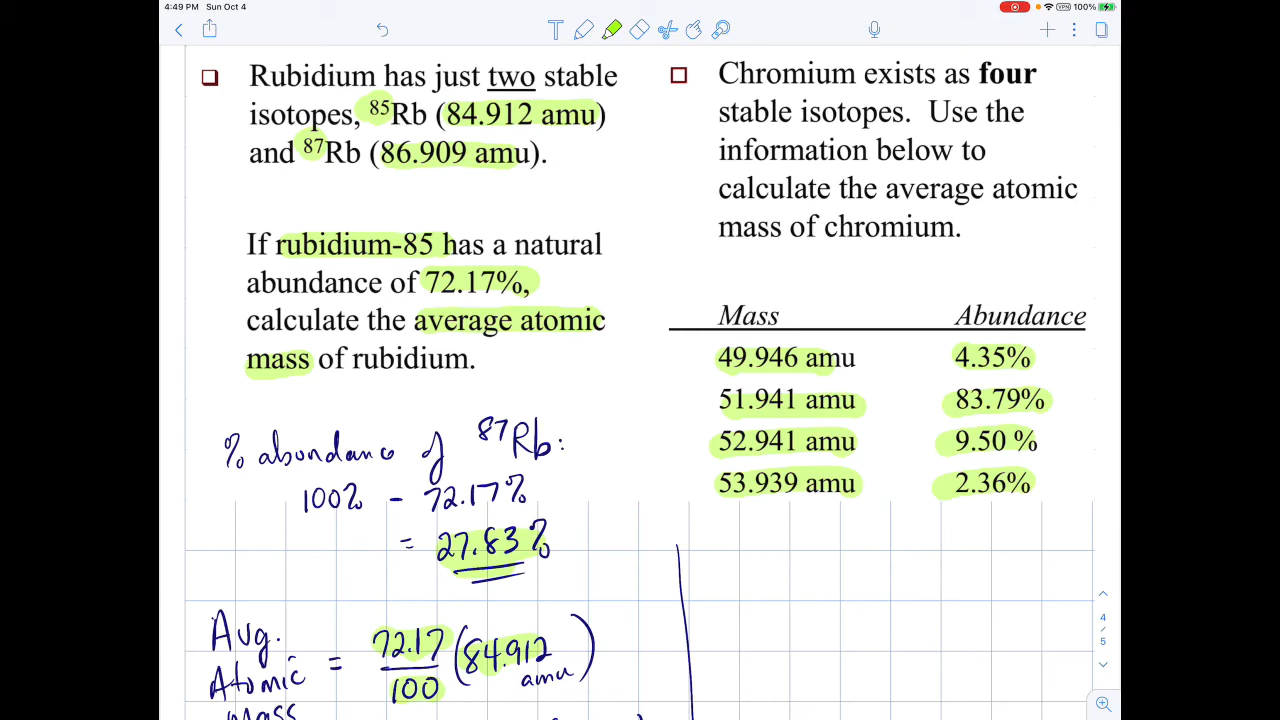 4:49 PM Sun Oct 4
VPN 100%
T
Rubidium has just two stable
isotopes, ⁸⁵Rb (84.912 amu)
and ⁸⁷Rb (86.909 amu).
If rubidium-85 has a natural
abundance of 72.17%,
calculate the average atomic
mass of rubidium.
% abundance of ⁸⁷Rb:
100% - 72.17%
= 27.83%
Avg.
Atomic = 72.17/100 (84.912 amu)
mass
Chromium exists as four
stable isotopes. Use the
information below to
calculate the average atomic
mass of chromium.
Mass Abundance
49.946 amu 4.35%
51.941 amu 83.79%
52.941 amu 9.50 %
53.939 amu 2.36%
4
/
5